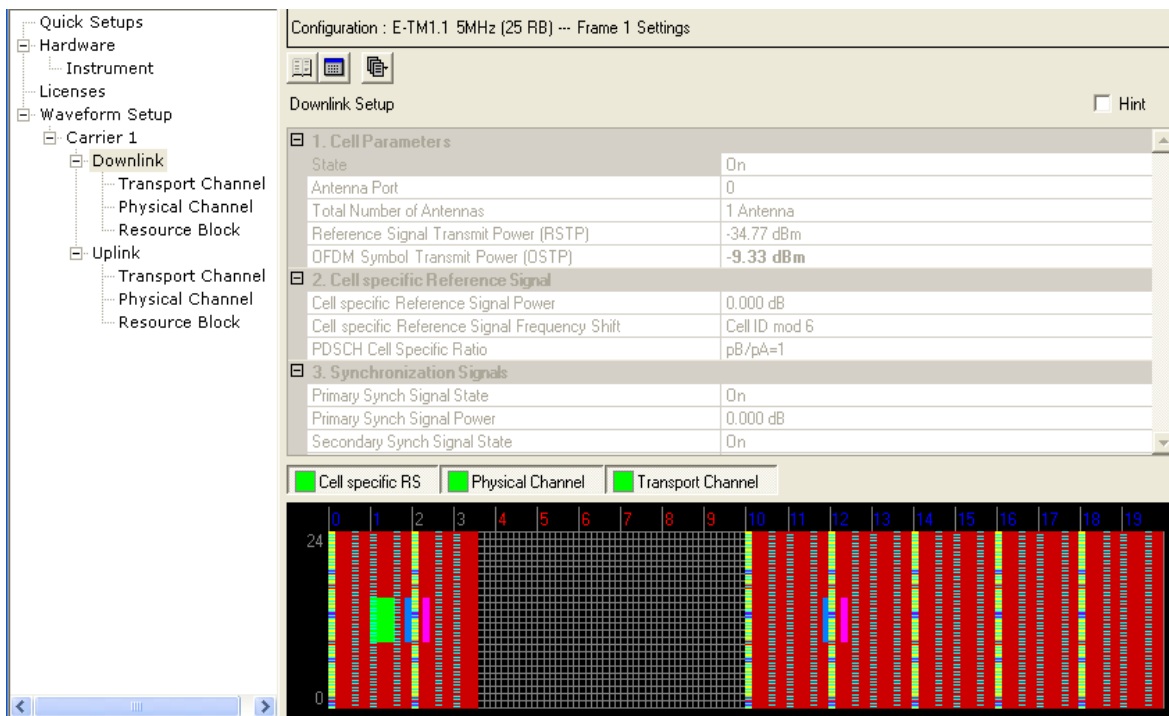 Quick Setups
Hardware
Instrument
Licenses
Waveform Setup
Carrier 1
Downlink
Transport Channel
Physical Channel
Resource Block
Uplink
Transport Channel
Physical Channel
Resource Block
Configuration : E-TM1.1 5MHz (25 RB) --- Frame 1 Settings
Downlink Setup Hint
1. Cell Parameters
State On
Antenna Port 0
Total Number of Antennas 1 Antenna
Reference Signal Transmit Power (RSTP) -34.77 dBm
OFDM Symbol Transmit Power (OSTP) -9.33 dBm
2. Cell specific Reference Signal
Cell specific Reference Signal Power 0.000 dB
Cell specific Reference Signal Frequency Shift Cell ID mod 6
PDSCH Cell Specific Ratio pB/pA=1
3. Synchronization Signals
Primary Synch Signal State On
Primary Synch Signal Power 0.000 dB
Secondary Synch Signal State On
Cell specific RS Physical Channel Transport Channel
0 1 2 3 4 5 6 7 8 9 10 11 12 13 14 15 16 17 18 19
24
0